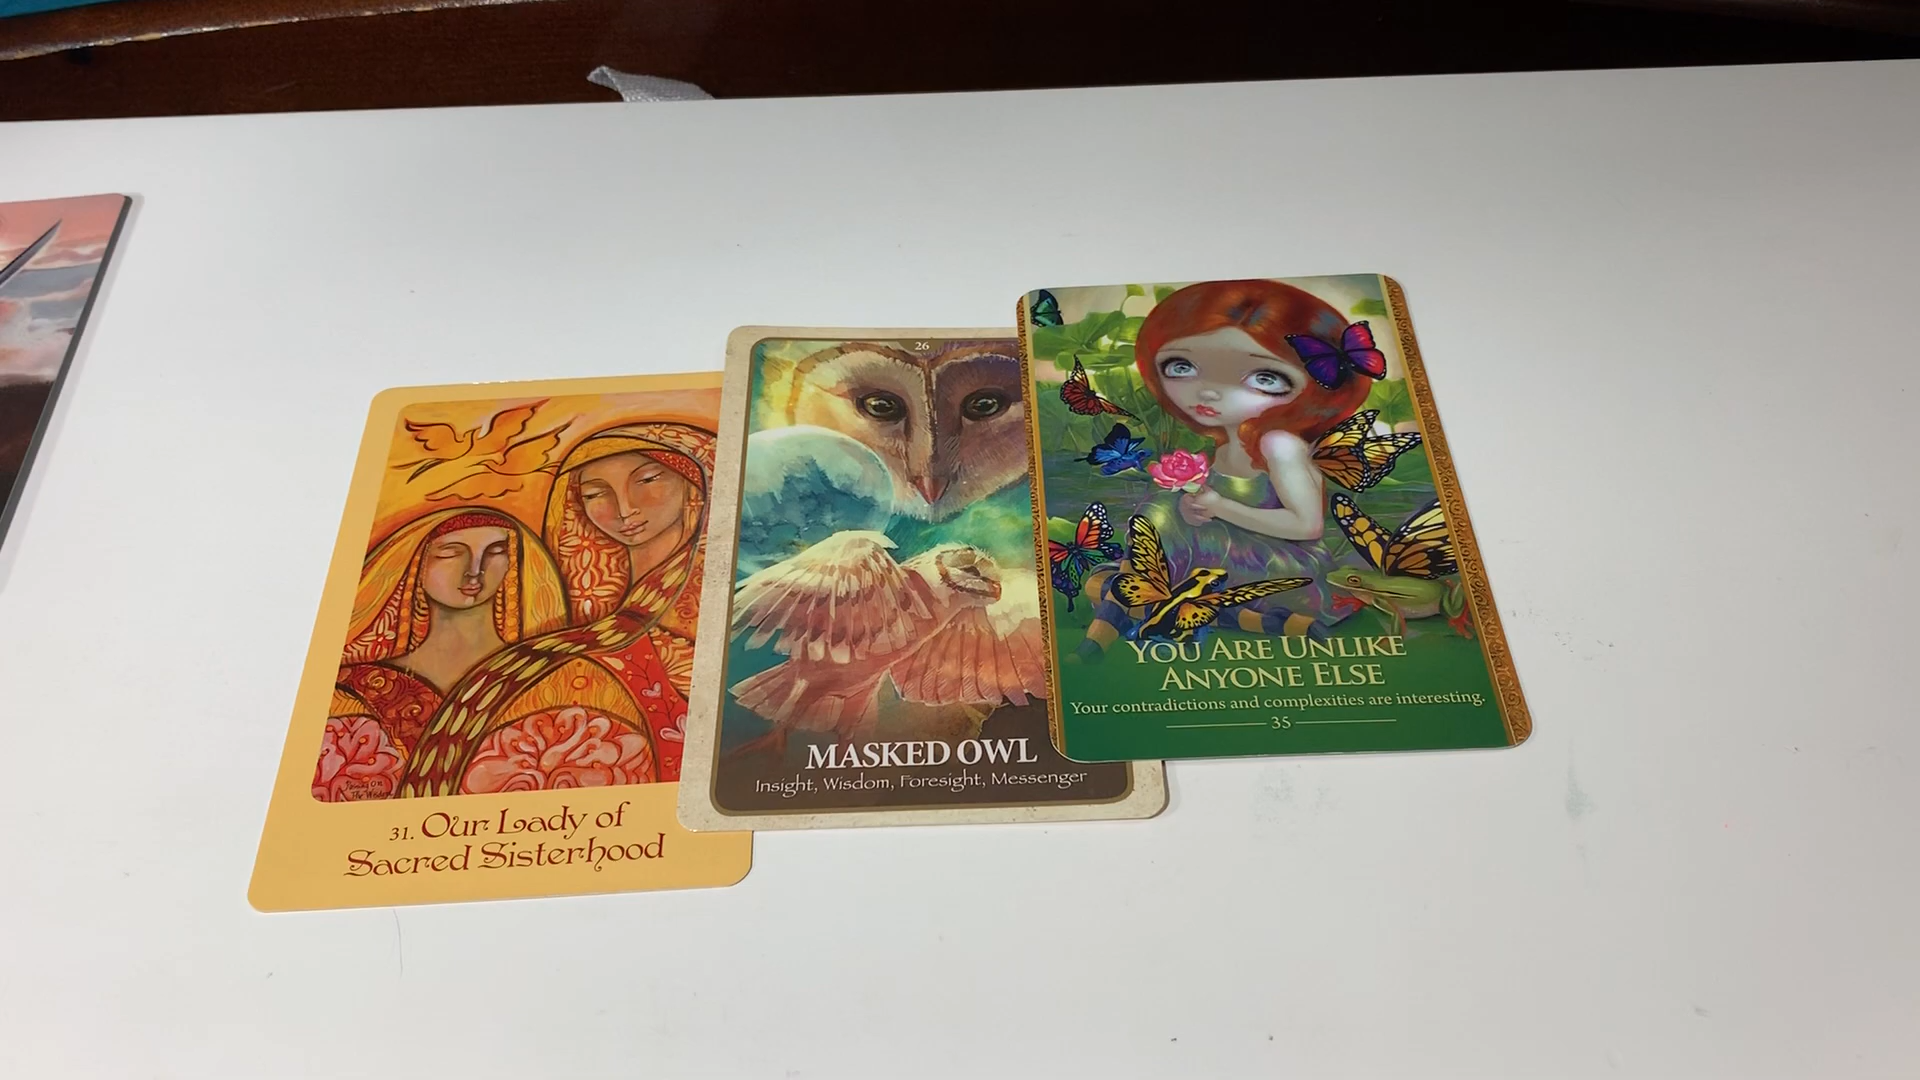 31. Our Lady of
Sacred Sisterhood
26
MASKED OWL
Insight, Wisdom, Foresight, Messenger
YOU ARE UNLIKE
ANYONE ELSE
Your contradictions and complexities are interesting.
35